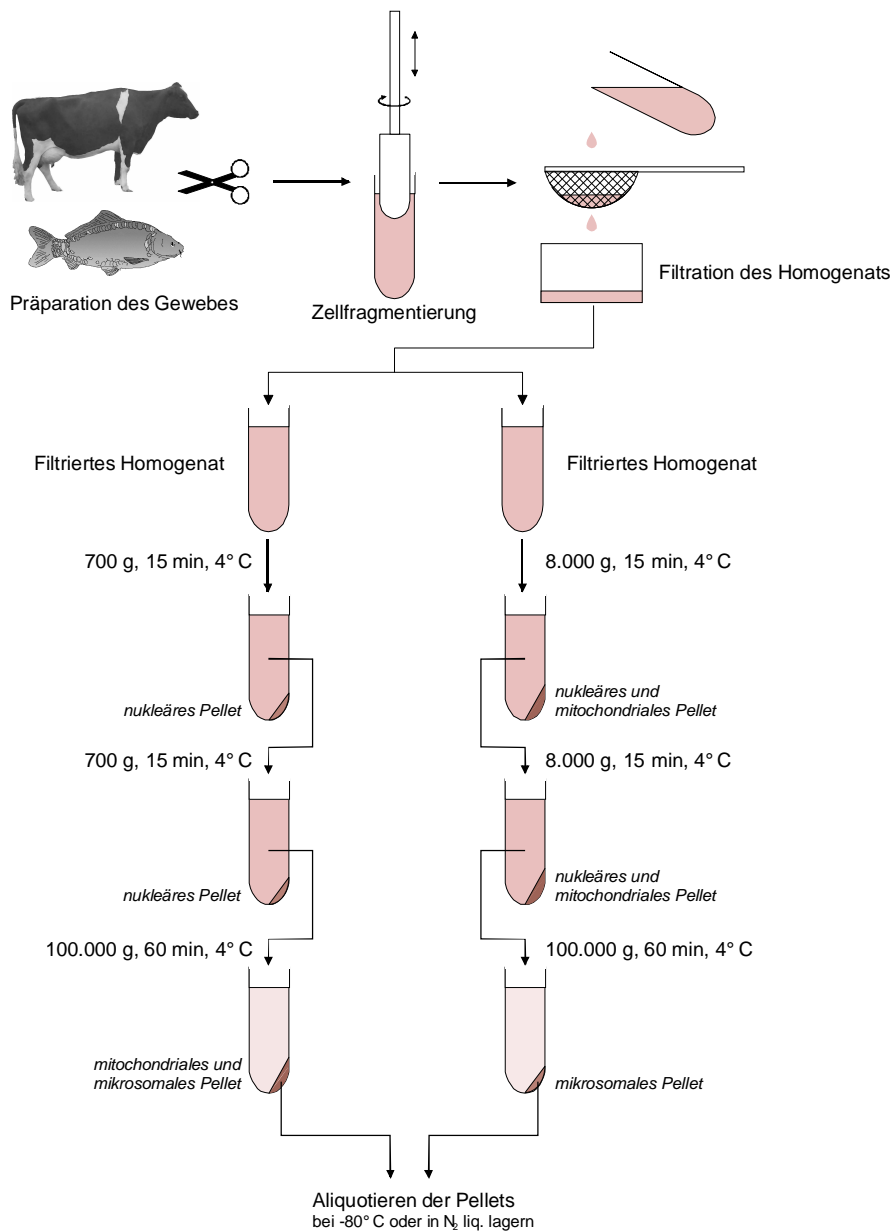 Präparation des Gewebes
Zellfragmentierung
Filtration des Homogenats
Filtriertes Homogenat
Filtriertes Homogenat
700 g, 15 min, 4° C
8.000 g, 15 min, 4° C
nukleäres Pellet
nukleäres und
mitochondriales Pellet
700 g, 15 min, 4° C
8.000 g, 15 min, 4° C
nukleäres Pellet
nukleäres und
mitochondriales Pellet
100.000 g, 60 min, 4° C
100.000 g, 60 min, 4° C
mitochondriales und
mikrosomales Pellet
mikrosomales Pellet
Aliquotieren der Pellets
bei -80° C oder in N₂ liq. lagern